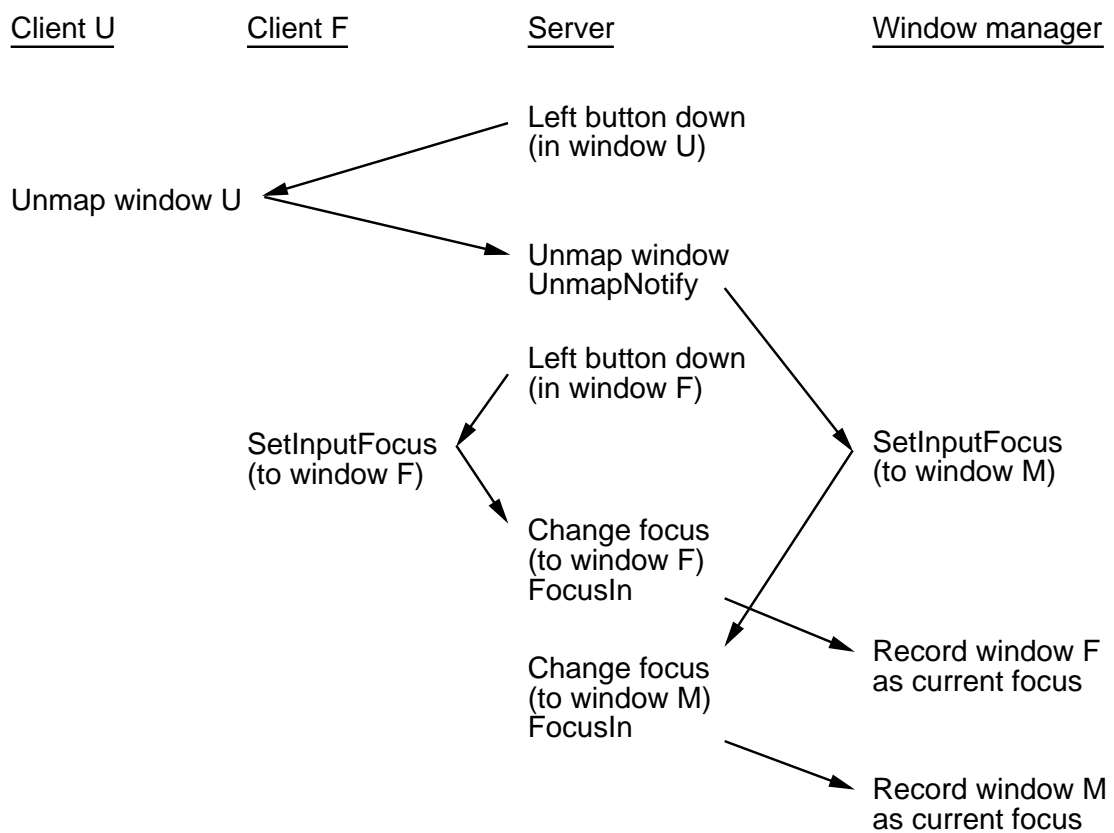 Client U
Client F
Server
Window manager
Left button down
(in window U)
Unmap window U
Unmap window
UnmapNotify
Left button down
(in window F)
SetInputFocus
(to window F)
SetInputFocus
(to window M)
Change focus
(to window F)
FocusIn
Record window F
as current focus
Change focus
(to window M)
FocusIn
Record window M
as current focus